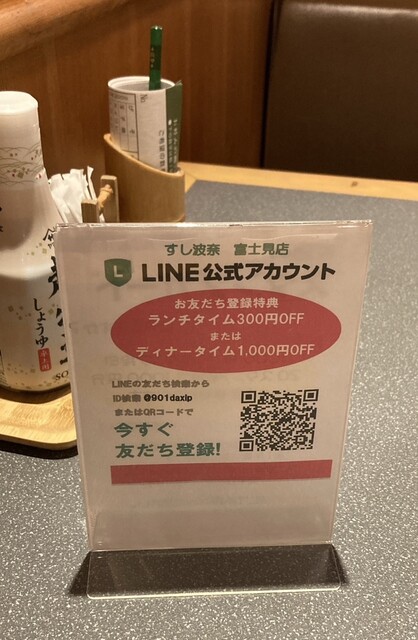 すし波奈 富士見店
L LINE公式アカウント
お友だち登録特典
ランチタイム300円OFF
または
ディナータイム1,000円OFF
LINEの友だち検索から
ID検索 @901daxip
またはQRコードで
今すぐ
友だち登録!
しょうゆ